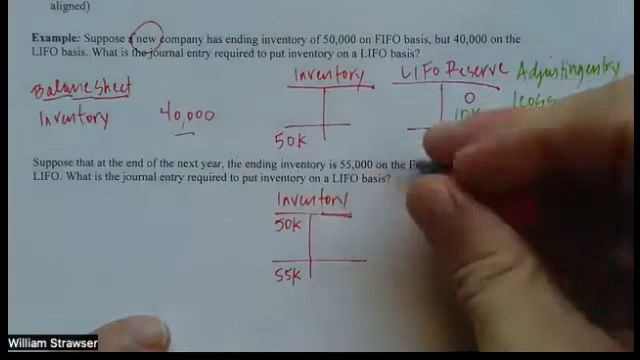 aligned)
Example: Suppose a new company has ending inventory of 50,000 on FIFO basis, but 40,000 on the
LIFO basis. What is the journal entry required to put inventory on a LIFO basis?
Balance Sheet
Inventory 40,000
Inventory
50K
LIFO Reserve
0
10K
Adjusting entry
COGS
Suppose that at the end of the next year, the ending inventory is 55,000 on the
LIFO. What is the journal entry required to put inventory on a LIFO basis?
Inventory
50K
55K
William Strawser